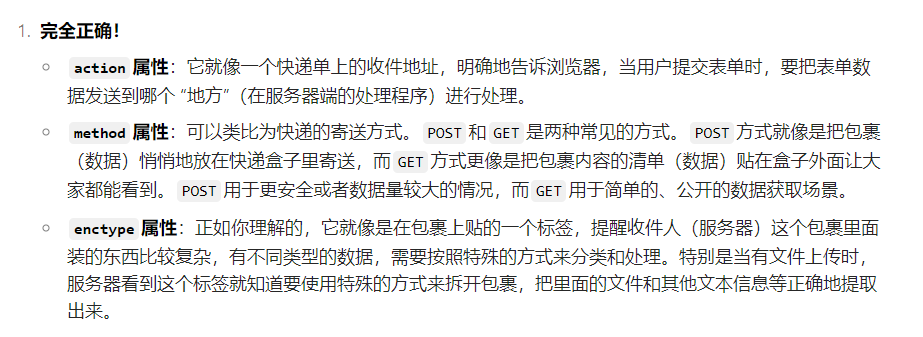 1. 完全正确！
action 属性：它就像一个快递单上的收件地址，明确地告诉浏览器，当用户提交表单时，要把表单数
据发送到哪个 “地方”（在服务器端的处理程序）进行处理。
method 属性：可以类比为快递的寄送方式。 POST 和 GET 是两种常见的方式。 POST 方式就像是把包裹
（数据）悄悄地放在快递盒子里寄送，而 GET 方式更像是把包裹内容的清单（数据）贴在盒子外面让大
家都能看到。 POST 用于更安全或者数据量较大的情况，而 GET 用于简单的、公开的数据获取场景。
enctype 属性：正如你理解的，它就像是在包裹上贴的一个标签，提醒收件人（服务器）这个包裹里面
装的东西比较复杂，有不同类型的数据，需要按照特殊的方式来分类和处理。特别是当有文件上传时，
服务器看到这个标签就知道要使用特殊的方式来拆开包裹，把里面的文件和其他文本信息等正确地提取
出来。